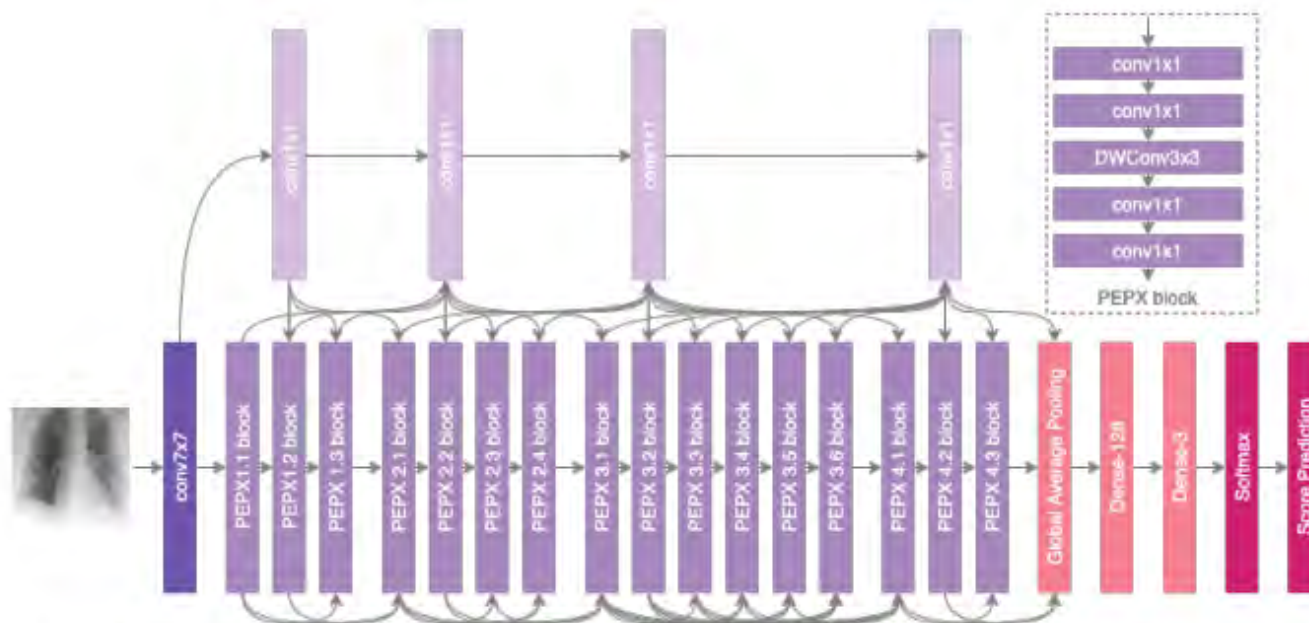 conv1x1
conv1x1
conv1x1
conv1x1
conv1x1
conv1x1
DWConv3x3
conv1x1
conv1x1
PEPX block
conv7x7
PEPX 1.1 block
PEPX 1.2 block
PEPX 1.3 block
PEPX 2.1 block
PEPX 2.2 block
PEPX 2.3 block
PEPX 2.4 block
PEPX 3.1 block
PEPX 3.2 block
PEPX 3.3 block
PEPX 3.4 block
PEPX 3.5 block
PEPX 3.6 block
PEPX 4.1 block
PEPX 4.2 block
PEPX 4.3 block
Global Average Pooling
Dense-128
Dense-3
Softmax
Score Prediction